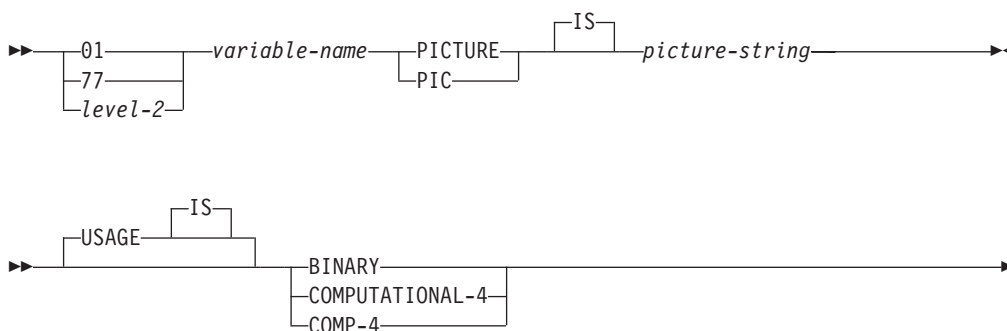 IS
01 variable-name PICTURE picture-string
77 PIC
level-2
IS
USAGE
BINARY
COMPUTATIONAL-4
COMP-4